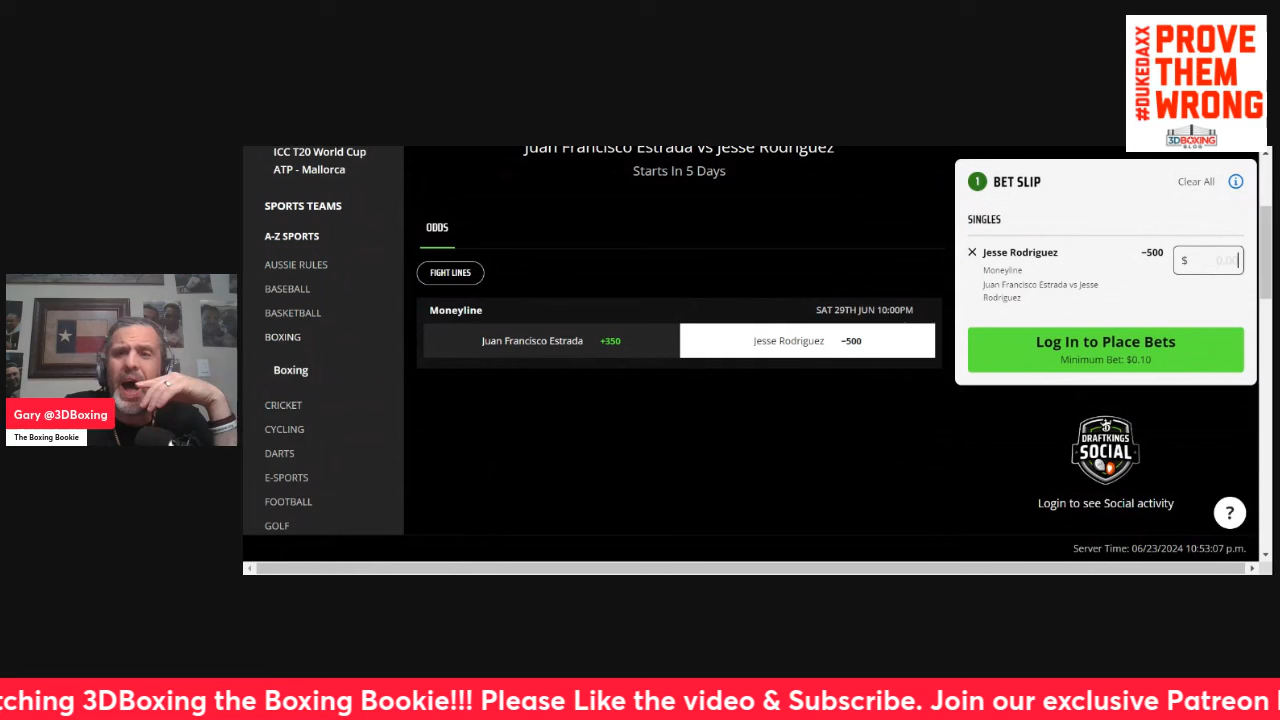 #DUKEDAXX
PROVE
THEM
WRONG
3DBOXING
BLOG
ICC T20 World Cup
ATP - Mallorca
SPORTS TEAMS
A-Z SPORTS
AUSSIE RULES
BASEBALL
BASKETBALL
BOXING
Boxing
CRICKET
CYCLING
DARTS
E-SPORTS
FOOTBALL
GOLF
Juan Francisco Estrada vs Jesse Rodriguez
Starts In 5 Days
ODDS
FIGHT LINES
Moneyline SAT 29TH JUN 10:00PM
Juan Francisco Estrada +350 Jesse Rodriguez −500
1 BET SLIP Clear All i
SINGLES
× Jesse Rodriguez −500 $ 0.00
Moneyline
Juan Francisco Estrada vs Jesse
Rodriguez
Log In to Place Bets
Minimum Bet: $0.10
DRAFTKINGS
SOCIAL
Login to see Social activity
?
Server Time: 06/23/2024 10:53:07 p.m.
Gary @3DBoxing
The Boxing Bookie
tching 3DBoxing the Boxing Bookie!!! Please Like the video & Subscribe. Join our exclusive Patreon